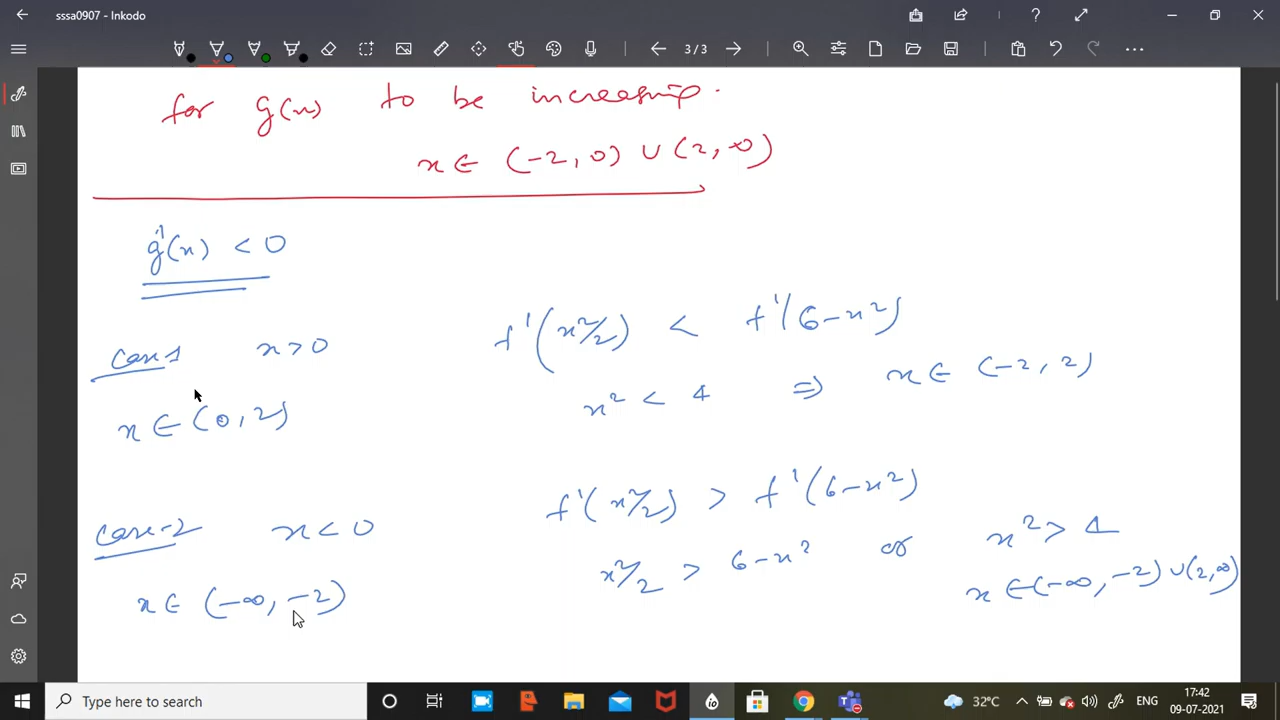 sssa0907 - Inkodo
3/3
for g(x) to be increasing.
x ∈ (-2, 0) ∪ (2, ∞)
g'(x) < 0
Case 1 x > 0 f'(x²/2) < f'(6-x²)
x² < 4 ⇒ x ∈ (-2, 2)
x ∈ (0, 2)
Case-2 x < 0 f'(x²/2) > f'(6-x²)
x²/2 > 6-x² or x² > 4
x ∈ (-∞, -2) x ∈ (-∞, -2) ∪ (2, ∞)
Type here to search
32°C
ENG
17:42
09-07-2021